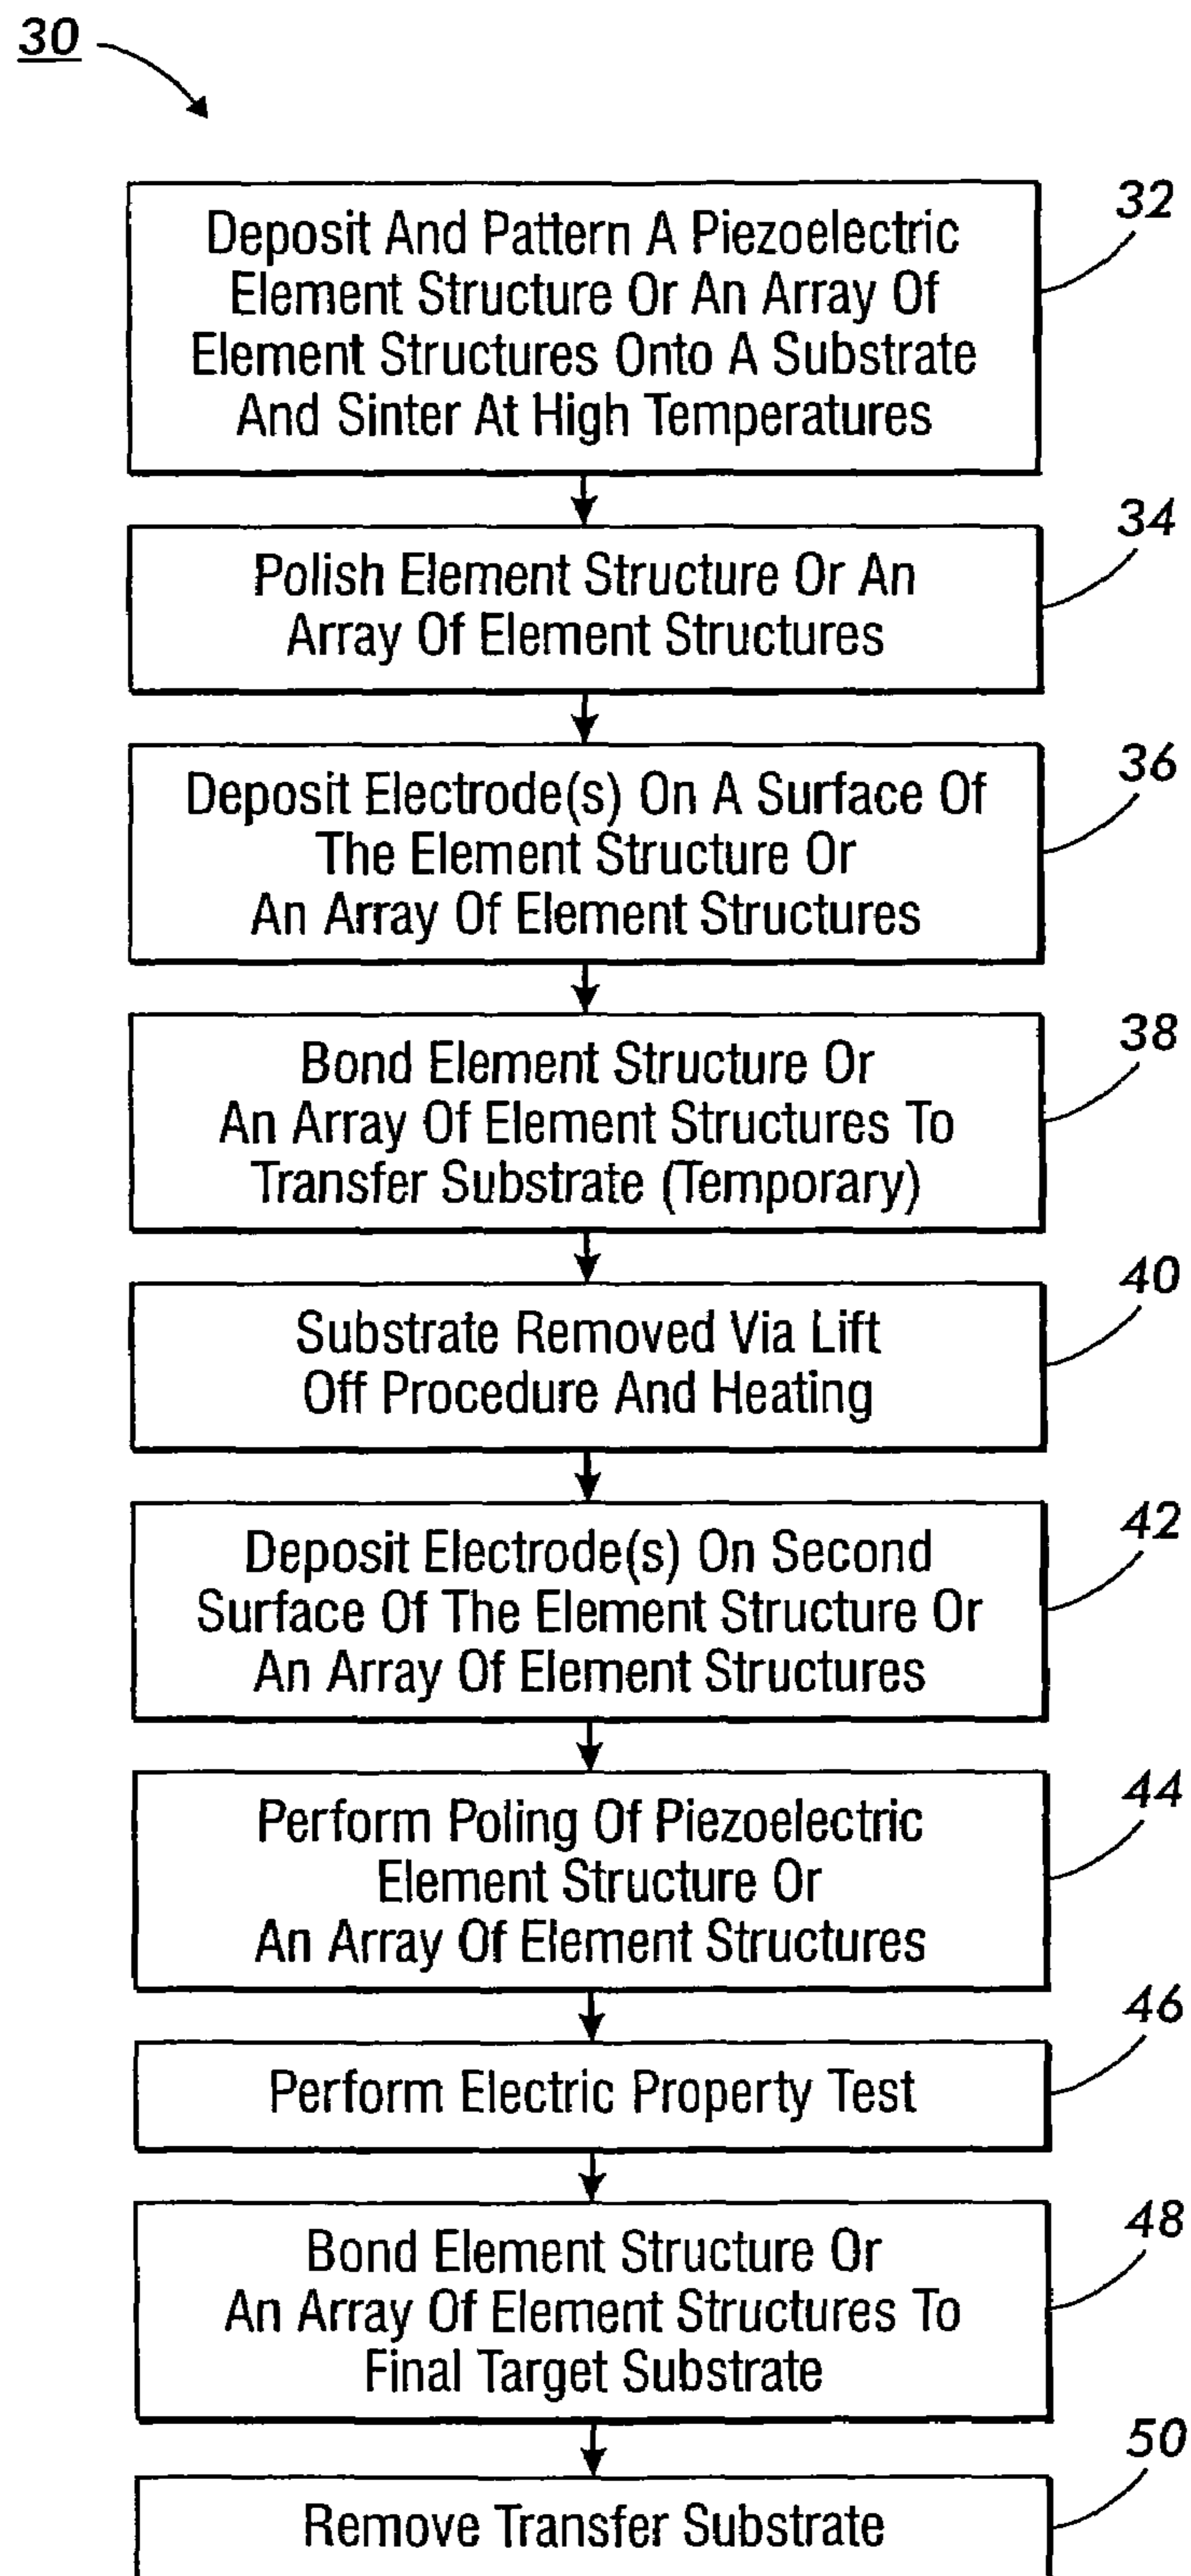 30
32
Deposit And Pattern A Piezoelectric
Element Structure Or An Array Of
Element Structures Onto A Substrate
And Sinter At High Temperatures
34
Polish Element Structure Or An
Array Of Element Structures
36
Deposit Electrode(s) On A Surface Of
The Element Structure Or
An Array Of Element Structures
38
Bond Element Structure Or
An Array Of Element Structures To
Transfer Substrate (Temporary)
40
Substrate Removed Via Lift
Off Procedure And Heating
42
Deposit Electrode(s) On Second
Surface Of The Element Structure Or
An Array Of Element Structures
44
Perform Poling Of Piezoelectric
Element Structure Or
An Array Of Element Structures
46
Perform Electric Property Test
48
Bond Element Structure Or
An Array Of Element Structures To
Final Target Substrate
50
Remove Transfer Substrate